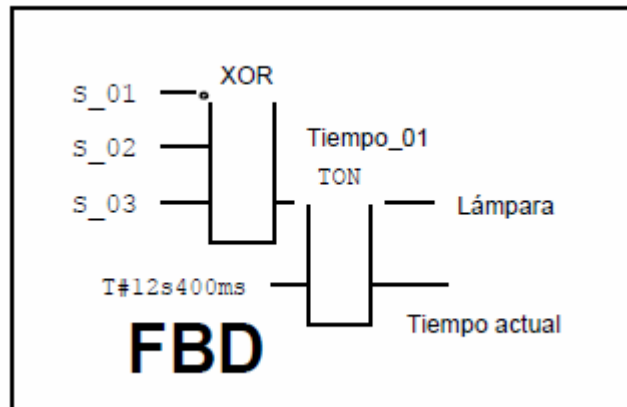 XOR
S_01
S_02
Tiempo_01
TON
S_03
Lámpara
T#12s400ms
Tiempo actual
FBD